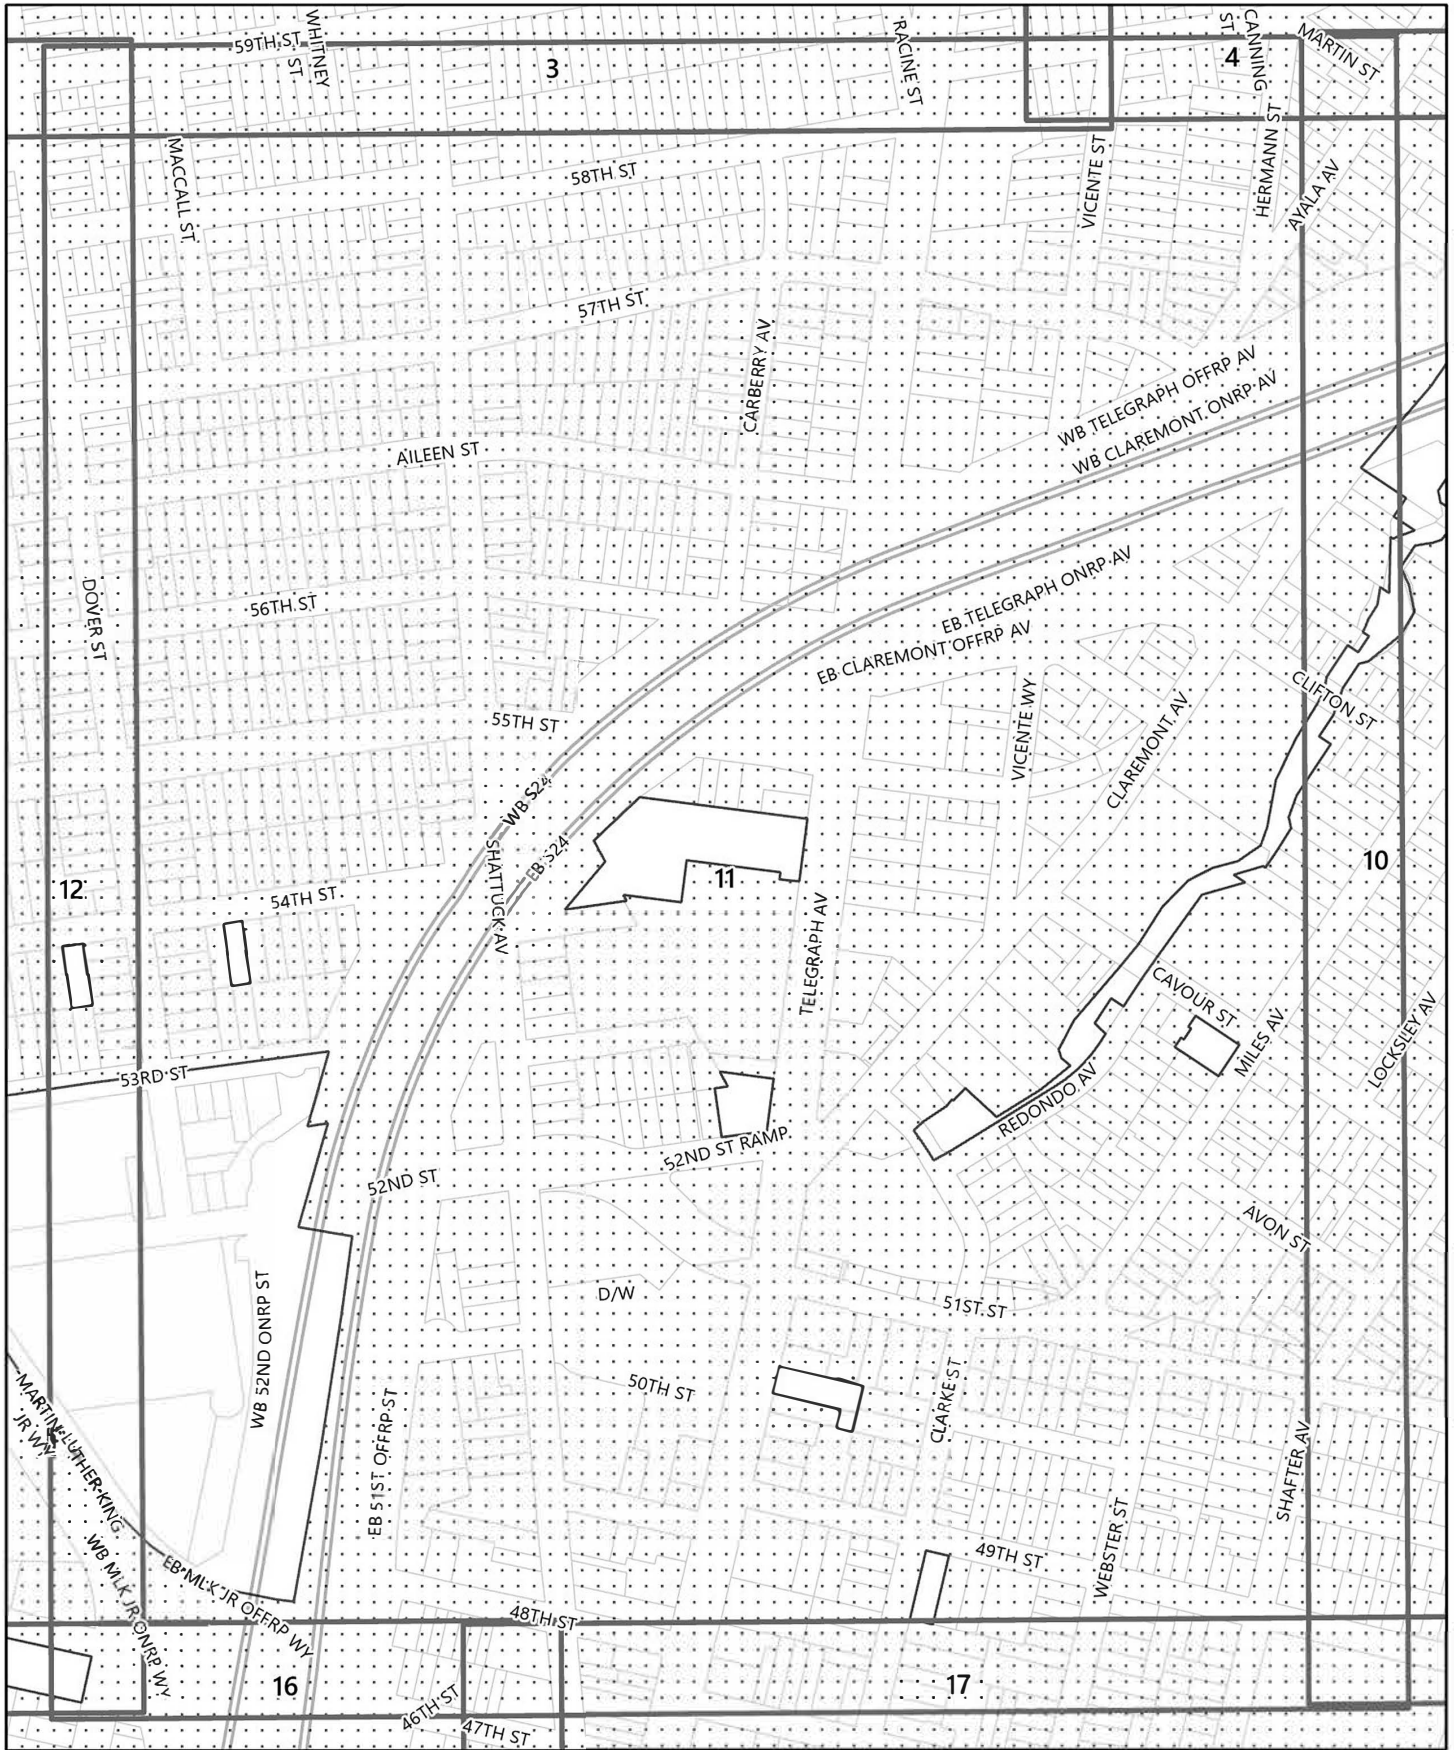 59TH ST
WHITNEY
ST
3
RACINE ST
CANNING
ST
4
MARTIN ST
MACCALL ST
58TH ST
VICENTE ST
HERMANN ST
AYALA AV
57TH ST
CARBERRY AV
WB TELEGRAPH OFFRP AV
WB CLAREMONT ONRP AV
AILEEN ST
DOVER ST
56TH ST
EB TELEGRAPH ONRP AV
EB CLAREMONT OFFRP AV
55TH ST
VICENTE WY
CLAREMONT AV
CLIFTON ST
WB S24
EB S24
SHATTUCK AV
11
10
12
54TH ST
TELEGRAPH AV
CAVOUR ST
MILES AV
LOCKSLEY AV
53RD ST
REDONDO AV
52ND ST RAMP
52ND ST
AVON ST
D/W
51ST ST
WB 52ND ONRP ST
50TH ST
CLARKE ST
EB 51ST OFFRP ST
MARTIN LUTHER KING
JR WY
SHAFTER AV
WEBSTER ST
49TH ST
WB MLK JR ONRP WY
EB MLK JR OFFRP WY
48TH ST
16
17
46TH ST
47TH ST